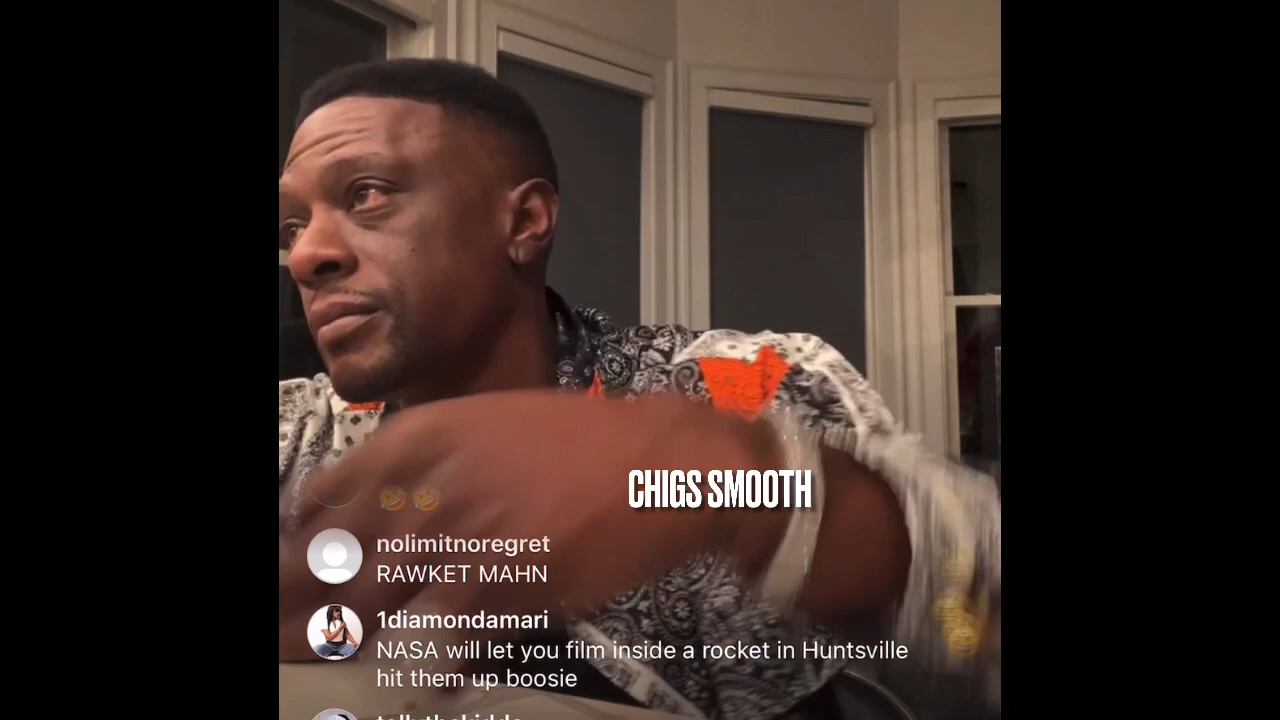 CHIGS SMOOTH
nolimitnoregret
RAWKET MAHN
1diamondamari
NASA will let you film inside a rocket in Huntsville
hit them up boosie